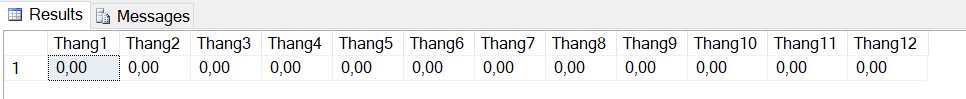 Results Messages
Thang1 Thang2 Thang3 Thang4 Thang5 Thang6 Thang7 Thang8 Thang9 Thang10 Thang11 Thang12
1 0,00 0,00 0,00 0,00 0,00 0,00 0,00 0,00 0,00 0,00 0,00 0,00